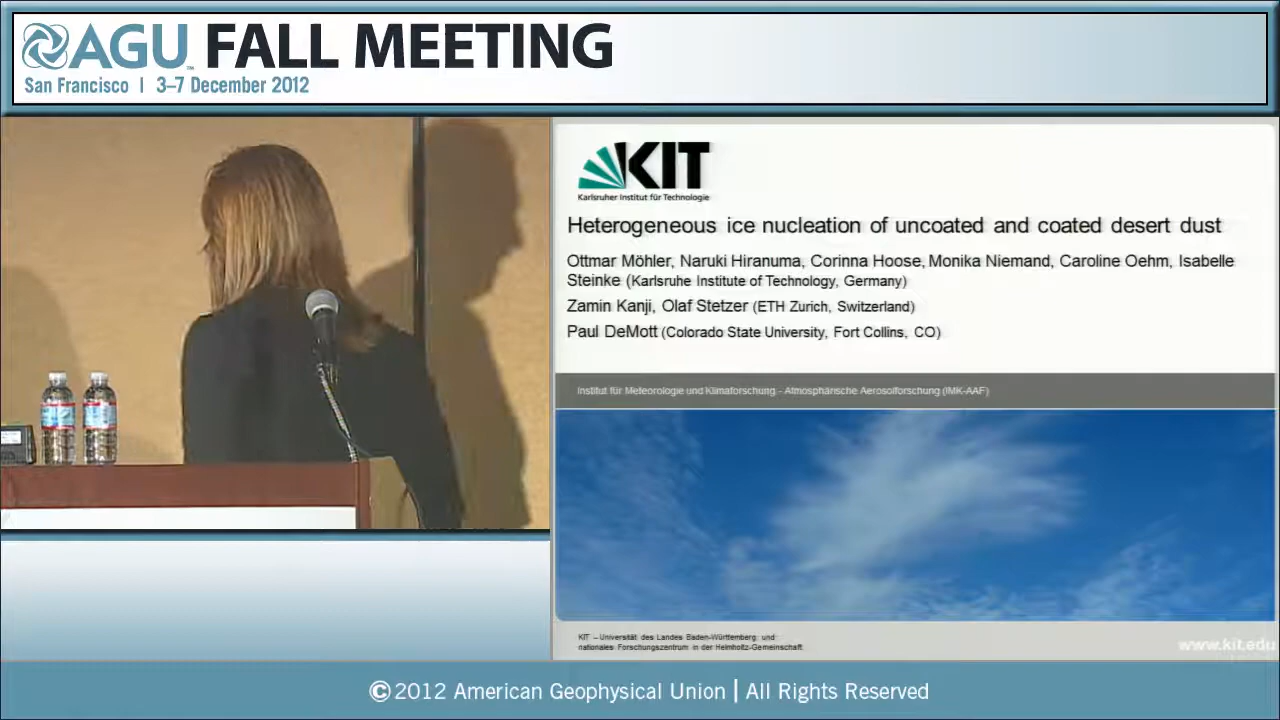 AGU™ FALL MEETING
San Francisco | 3–7 December 2012
KIT
Karlsruher Institut für Technologie
Heterogeneous ice nucleation of uncoated and coated desert dust
Ottmar Möhler, Naruki Hiranuma, Corinna Hoose, Monika Niemand, Caroline Oehm, Isabelle
Steinke (Karlsruhe Institute of Technology, Germany)
Zamin Kanji, Olaf Stetzer (ETH Zurich, Switzerland)
Paul DeMott (Colorado State University, Fort Collins, CO)
Institut für Meteorologie und Klimaforschung - Atmosphärische Aerosolforschung (IMK-AAF)
KIT – Universität des Landes Baden-Württemberg und
nationales Forschungszentrum in der Helmholtz-Gemeinschaft
www.kit.edu
©2012 American Geophysical Union | All Rights Reserved